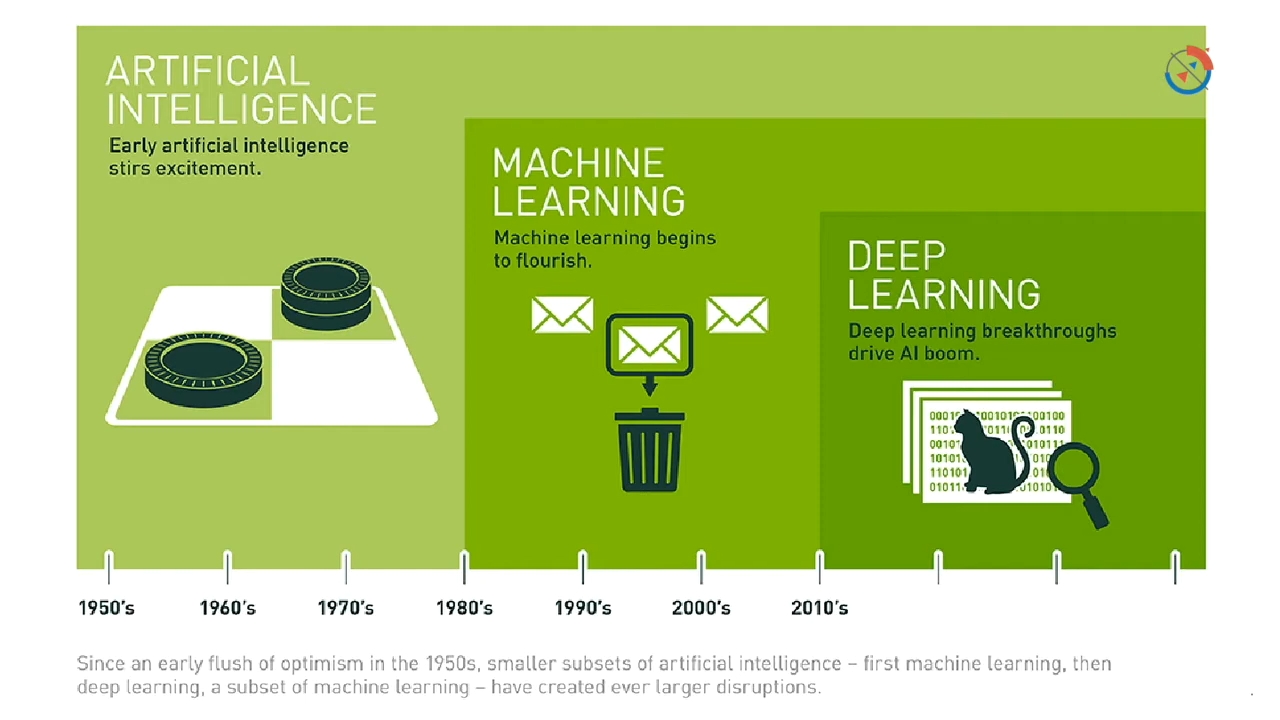 ARTIFICIAL
INTELLIGENCE
Early artificial intelligence
stirs excitement.
MACHINE
LEARNING
Machine learning begins
to flourish.
DEEP
LEARNING
Deep learning breakthroughs
drive AI boom.
1950's 1960's 1970's 1980's 1990's 2000's 2010's
Since an early flush of optimism in the 1950s, smaller subsets of artificial intelligence – first machine learning, then
deep learning, a subset of machine learning – have created ever larger disruptions.